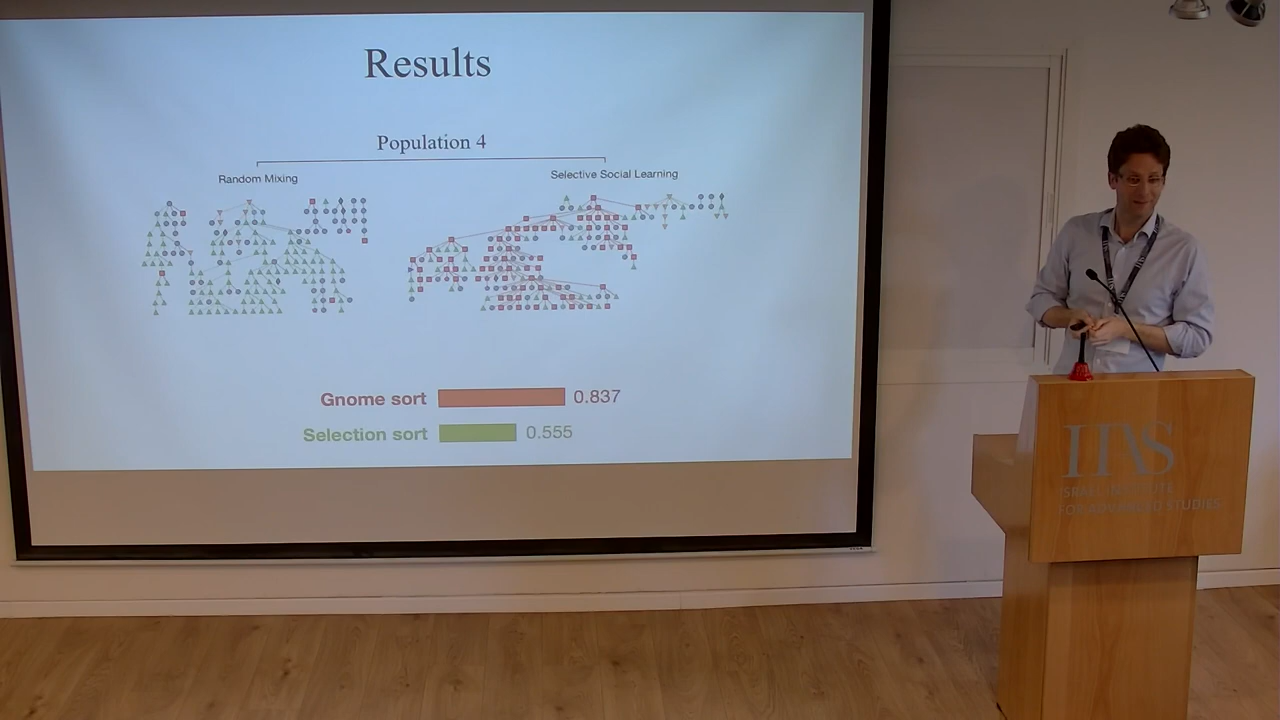 Results
Population 4
Random Mixing
Selective Social Learning
Gnome sort 0.837
Selection sort 0.555
IIAS
ISRAEL INSTITUTE
FOR ADVANCED STUDIES